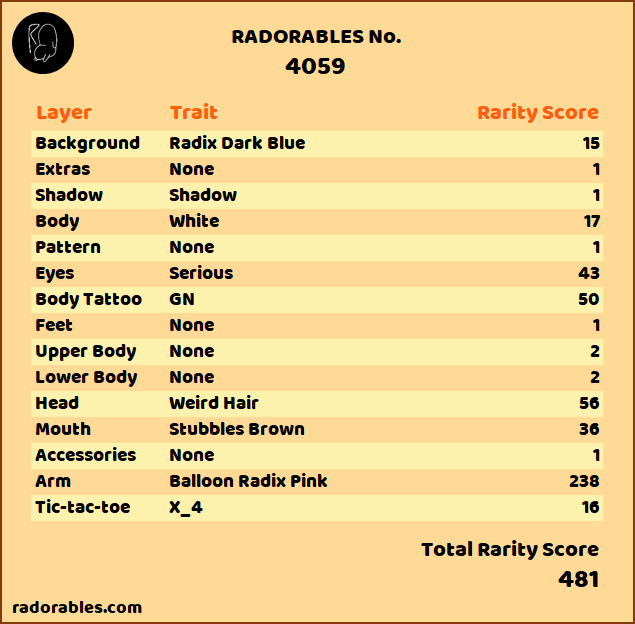 RADORABLES No.
4059
Layer Trait Rarity Score
Background Radix Dark Blue 15
Extras None 1
Shadow Shadow 1
Body White 17
Pattern None 1
Eyes Serious 43
Body Tattoo GN 50
Feet None 1
Upper Body None 2
Lower Body None 2
Head Weird Hair 56
Mouth Stubbles Brown 36
Accessories None 1
Arm Balloon Radix Pink 238
Tic-tac-toe X_4 16
Total Rarity Score
481
radorables.com